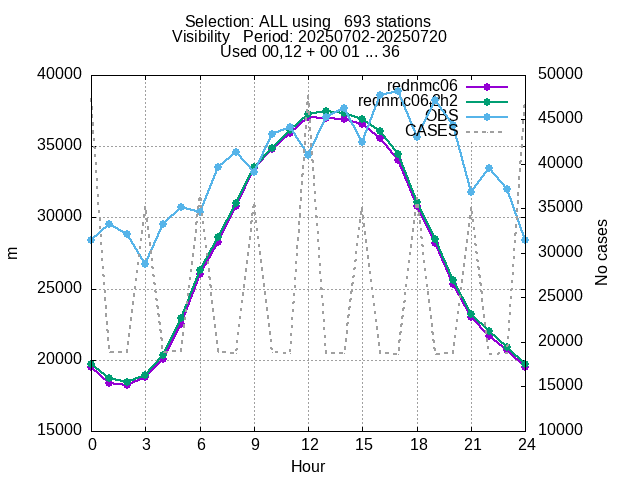 Selection: ALL using   693 stations
Visibility   Period: 20250702-20250720
Used 00,12 + 00 01 ... 36
40000
35000
30000
25000
20000
15000
m
50000
45000
40000
35000
30000
25000
20000
15000
10000
No cases
rednmc06
rednmc06_2h2
OBS
CASES
0 3 6 9 12 15 18 21 24
Hour